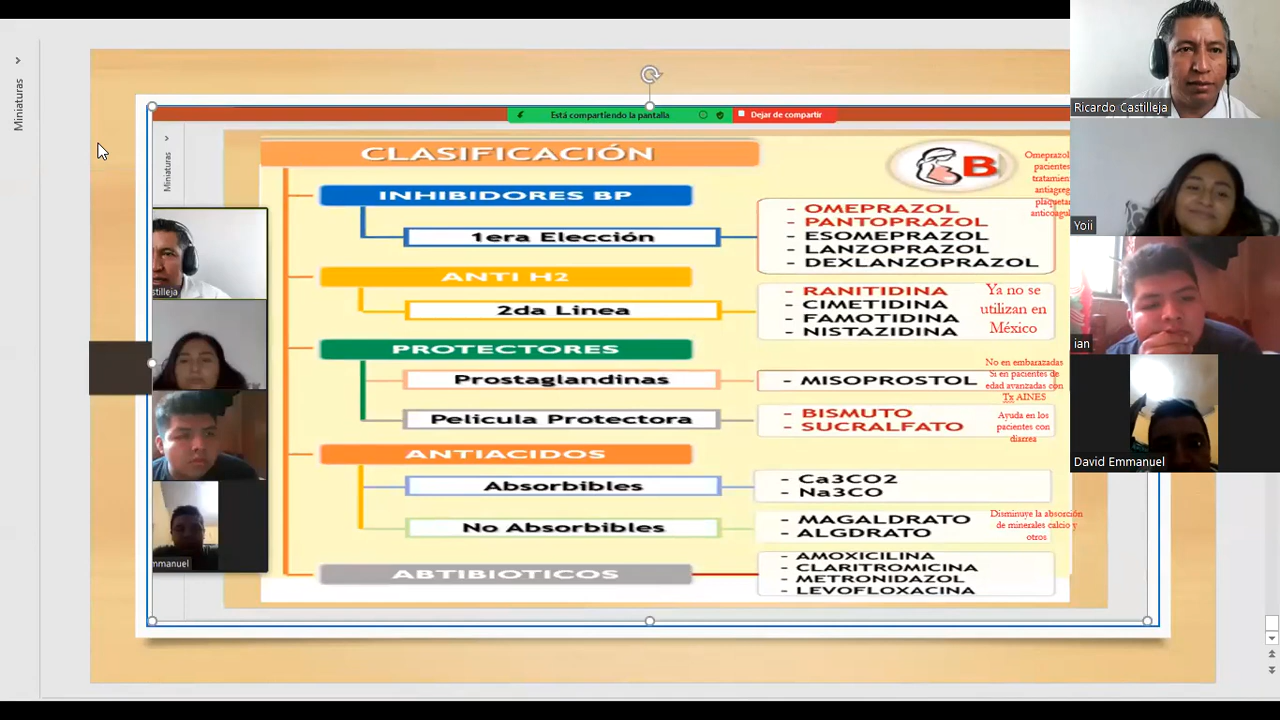 Miniaturas
Está compartiendo la pantalla
Dejar de compartir
Miniaturas
CLASIFICACIÓN
B
INHIBIDORES BP
1era Elección
- OMEPRAZOL
- PANTOPRAZOL
- ESOMEPRAZOL
- LANZOPRAZOL
- DEXLANZOPRAZOL
ANTI H2
2da Linea
- RANITIDINA
- CIMETIDINA
- FAMOTIDINA
- NISTAZIDINA
Ya no se
utilizan en
México
PROTECTORES
Prostaglandinas
- MISOPROSTOL
No en embarazadas
Si en pacientes de
edad avanzadas con
Tx AINES
Pelicula Protectora
- BISMUTO
- SUCRALFATO
Ayuda en los
pacientes con
diarrea
ANTIACIDOS
Absorbibles
- Ca3CO2
- Na3CO
No Absorbibles
- MAGALDRATO
- ALGDRATO
Disminuye la absorción
de minerales calcio y
otros
ABTIBIOTICOS
- AMOXICILINA
- CLARITROMICINA
- METRONIDAZOL
- LEVOFLOXACINA
Omeprazol
pacientes
Ricardo Castilleja
Yoii
ian
David Emmanuel